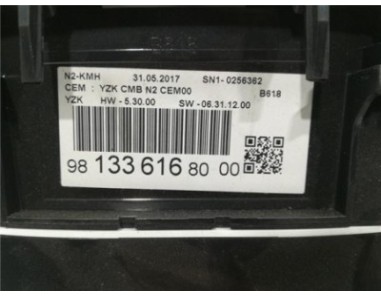 B618
N2-KMH 31.05.2017 SN1- 0256362
CEM : YZK CMB N2 CEM00 B618
YZK HW - 5.30.00 SW - 06.31.12.00
98 133 616 80 00